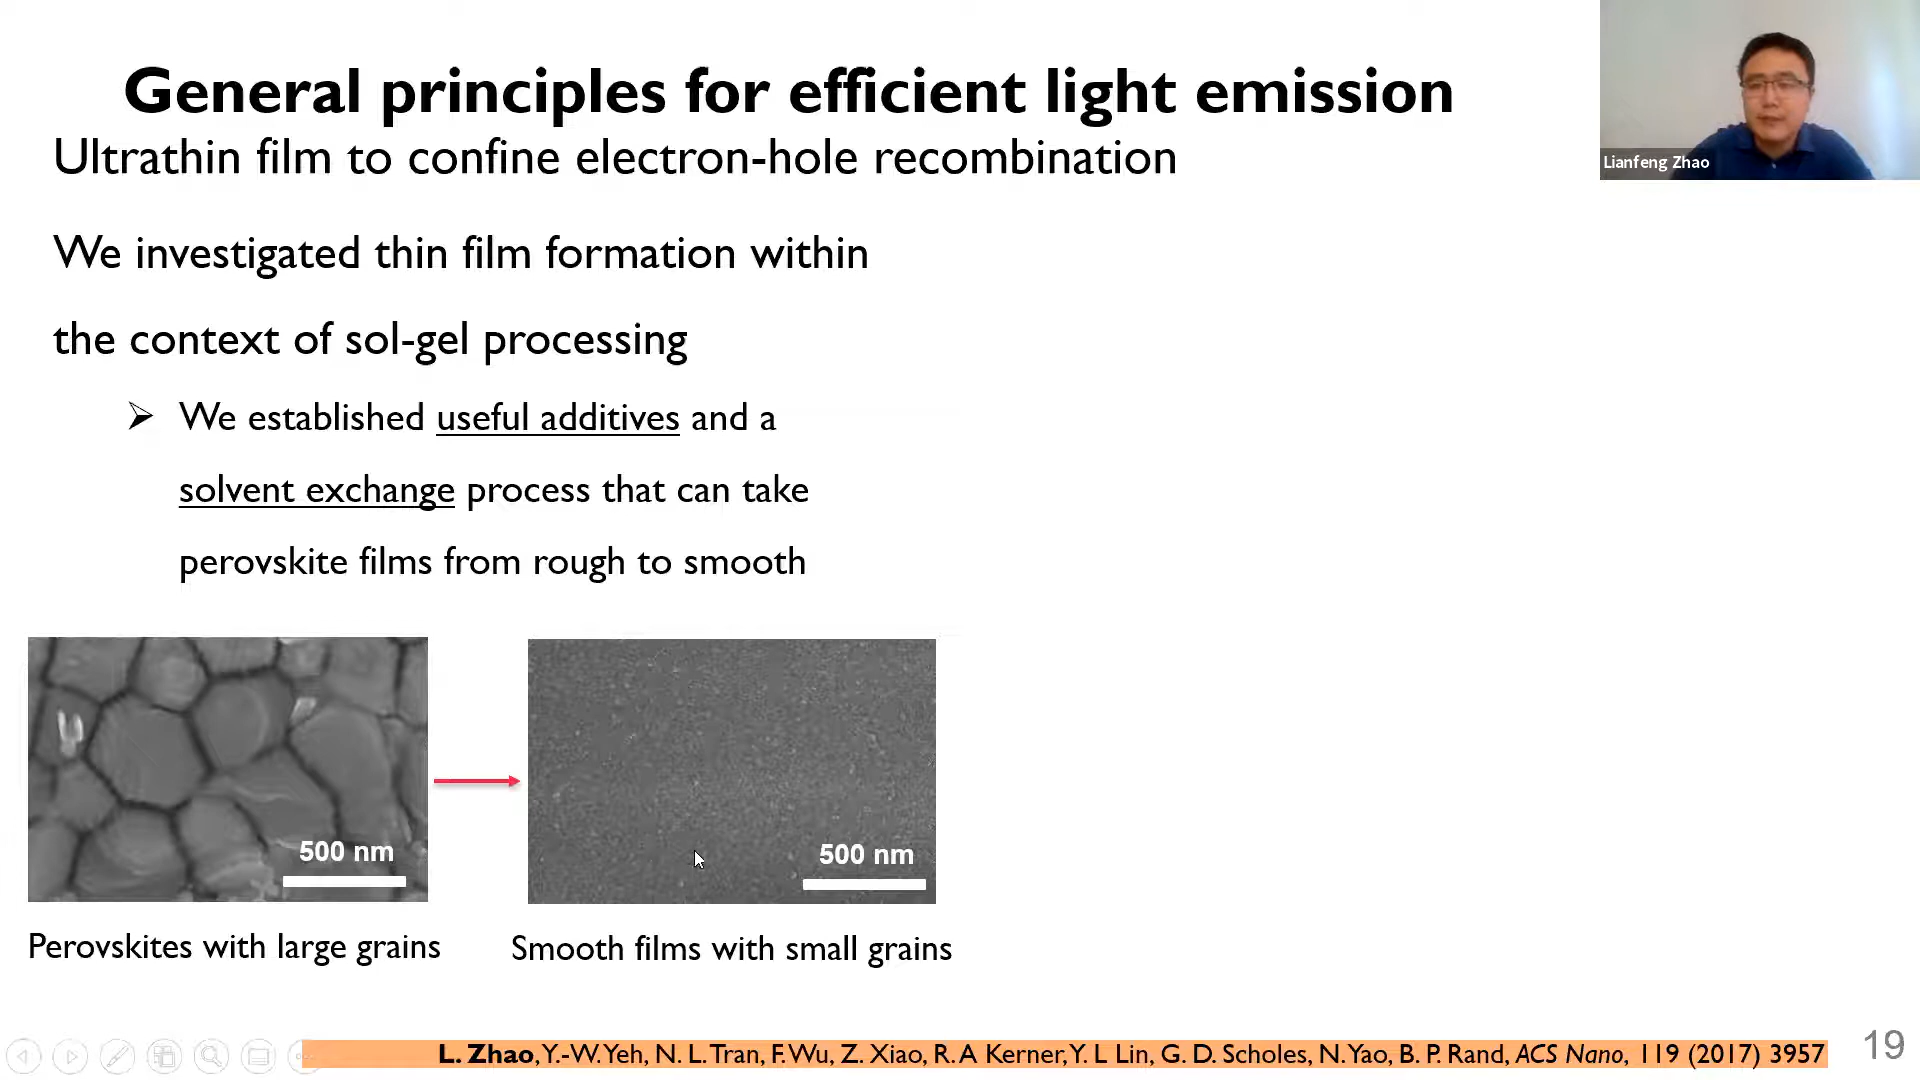 General principles for efficient light emission
Ultrathin film to confine electron-hole recombination
Lianfeng Zhao
We investigated thin film formation within
the context of sol-gel processing
➢ We established useful additives and a
solvent exchange process that can take
perovskite films from rough to smooth
500 nm
500 nm
Perovskites with large grains
Smooth films with small grains
L. Zhao, Y.-W. Yeh, N. L. Tran, F. Wu, Z. Xiao, R. A Kerner, Y. L Lin, G. D. Scholes, N. Yao, B. P. Rand, ACS Nano, 119 (2017) 3957
19